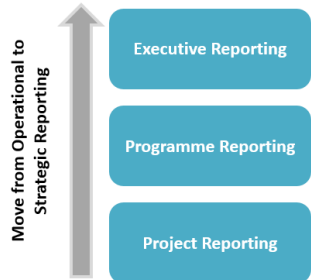 Move from Operational to
Strategic Reporting
Executive Reporting
Programme Reporting
Project Reporting